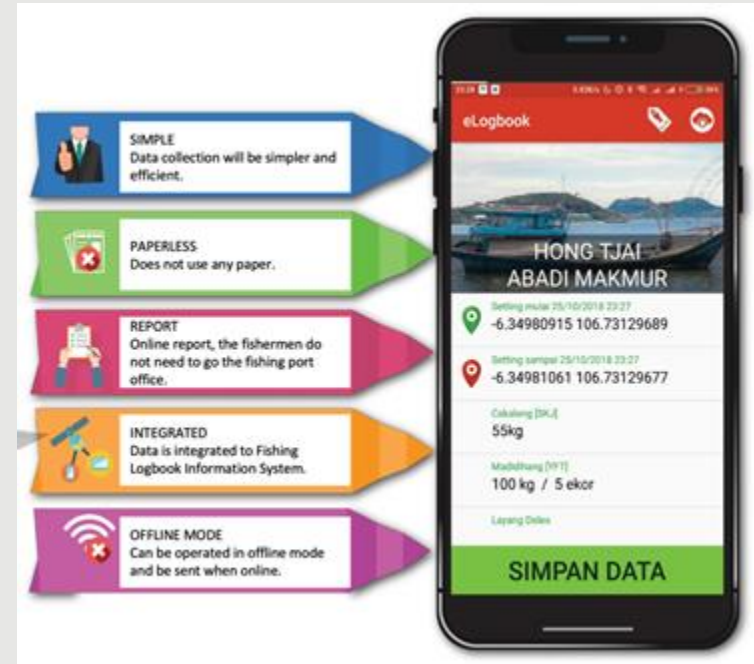 SIMPLE
Data collection will be simpler and
efficient.
PAPERLESS
Does not use any paper.
REPORT
Online report, the fishermen do
not need to go the fishing port
office.
INTEGRATED
Data is integrated to Fishing
Logbook Information System.
OFFLINE MODE
Can be operated in offline mode
and be sent when online.
eLogbook
HONG TJAI
ABADI MAKMUR
Setting mulai 25/10/2018 23:27
-6.34980915 106.73129689
Setting sampai 25/10/2018 23:27
-6.34981061 106.73129677
Cakalang [SKJ]
55kg
Madidihang [YFT]
100 kg / 5 ekor
Layang Deles
SIMPAN DATA